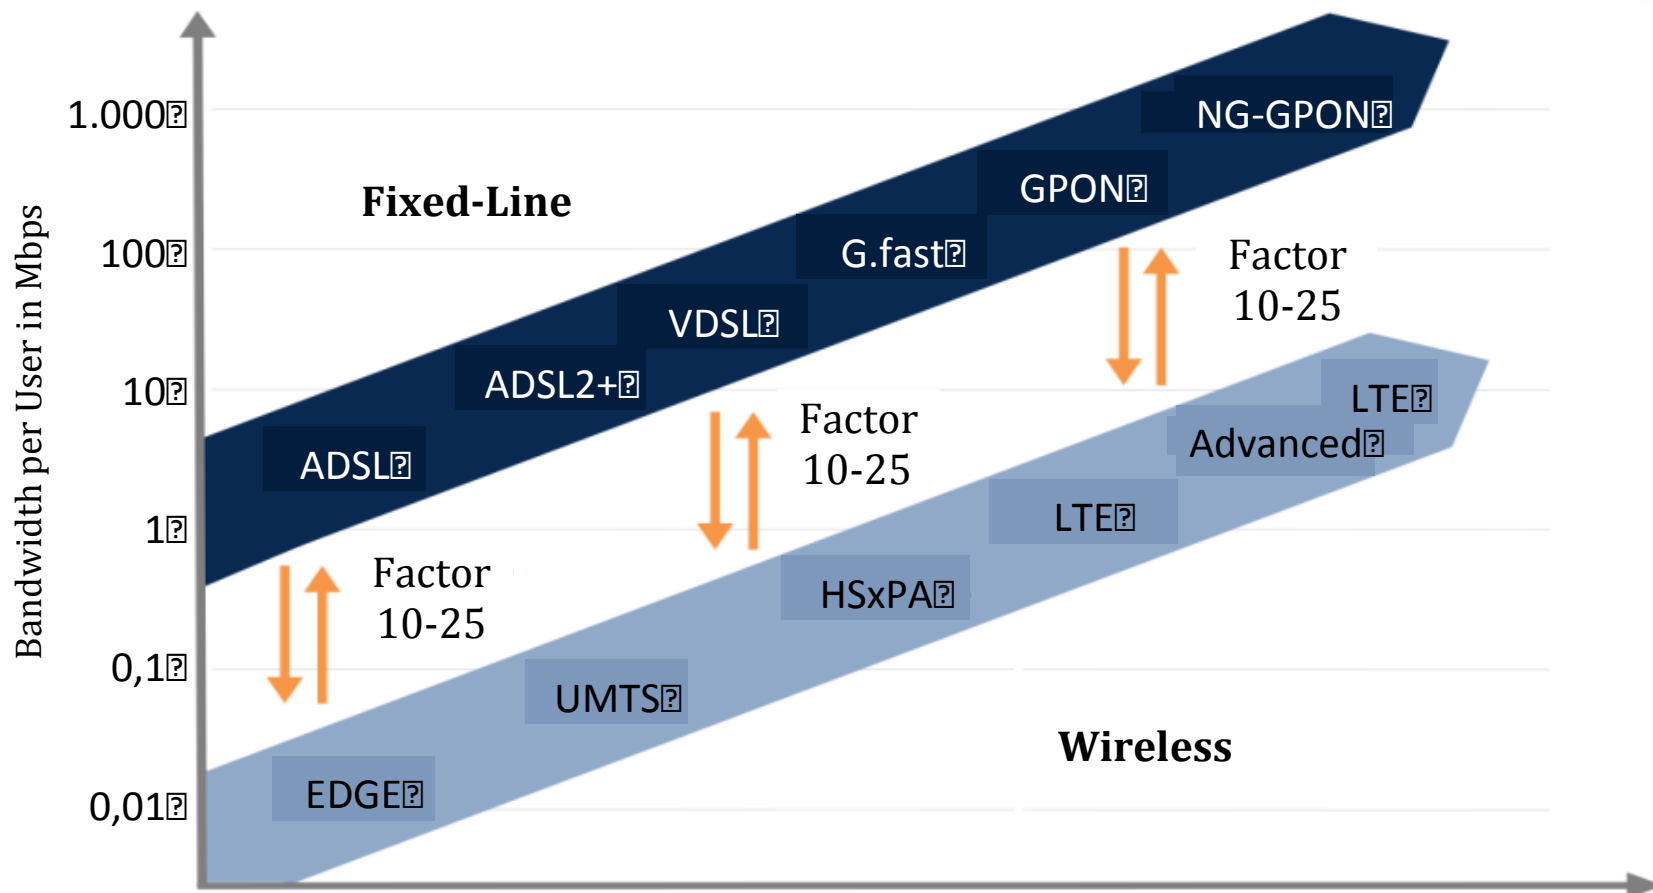 Bandwidth per User in Mbps
1.000⍰
100⍰
10⍰
1⍰
0,1⍰
0,01⍰
Fixed-Line
NG-GPON⍰
GPON⍰
G.fast⍰
VDSL⍰
ADSL2+⍰
ADSL⍰
Factor
10-25
Factor
10-25
Factor
10-25
LTE⍰
Advanced⍰
LTE⍰
HSxPA⍰
UMTS⍰
EDGE⍰
Wireless